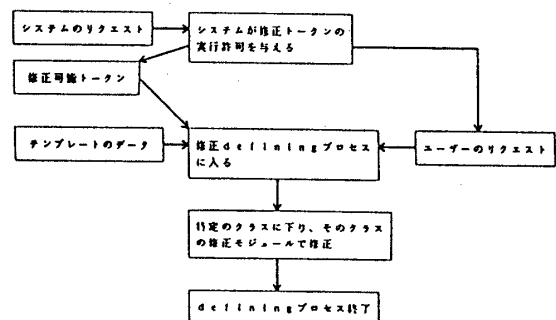 システムのリクエスト
システムが修正トークンの
実行許可を与える
修正可能トークン
テンプレートのデータ
修正definingプロセス
に入る
ユーザーのリクエスト
特定のクラスに下り、そのクラス
の修正モジュールで修正
definingプロセス終了